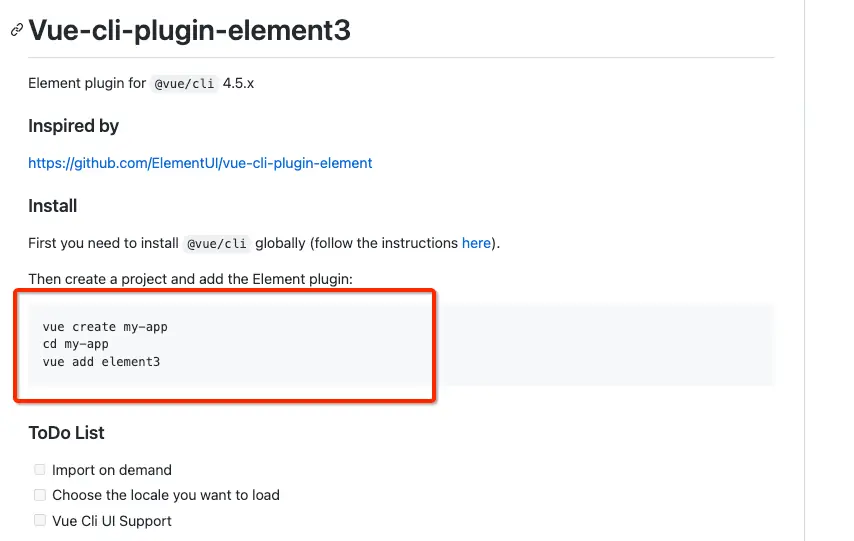 Vue-cli-plugin-element3
Element plugin for @vue/cli 4.5.x
Inspired by
https://github.com/ElementUI/vue-cli-plugin-element
Install
First you need to install @vue/cli globally (follow the instructions here).
Then create a project and add the Element plugin:
vue create my-app
cd my-app
vue add element3
ToDo List
Import on demand
Choose the locale you want to load
Vue Cli UI Support